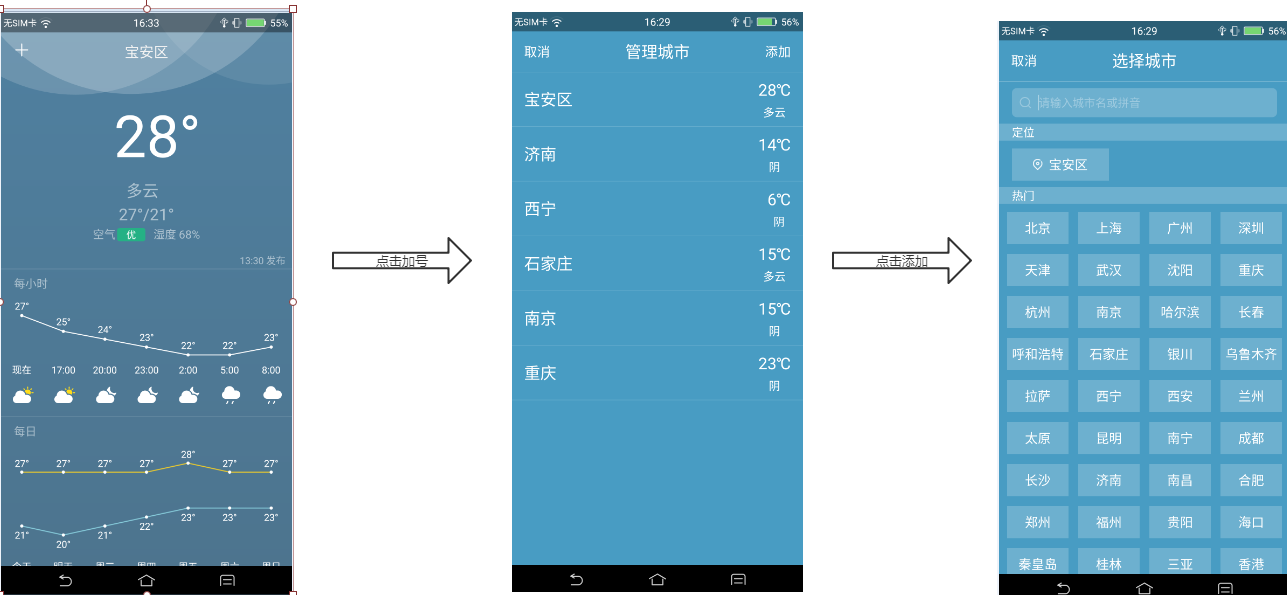 无SIM卡 16:33 55%
宝安区
28°
多云
27°/21°
空气 优 湿度 68%
13:30 发布
每小时
27° 25° 24° 23° 22° 22° 23°
现在 17:00 20:00 23:00 2:00 5:00 8:00
每日
27° 27° 27° 27° 28° 27° 27°
21° 20° 21° 22° 23° 23° 23°
点击加号
无SIM卡 16:29 56%
取消 管理城市 添加
宝安区 28℃
多云
济南 14℃
阴
西宁 6℃
阴
石家庄 15℃
多云
南京 15℃
阴
重庆 23℃
阴
点击添加
无SIM卡 16:29 56%
取消 选择城市
请输入城市名或拼音
定位
宝安区
热门
北京 上海 广州 深圳
天津 武汉 沈阳 重庆
杭州 南京 哈尔滨 长春
呼和浩特 石家庄 银川 乌鲁木齐
拉萨 西宁 西安 兰州
太原 昆明 南宁 成都
长沙 济南 南昌 合肥
郑州 福州 贵阳 海口
秦皇岛 桂林 三亚 香港